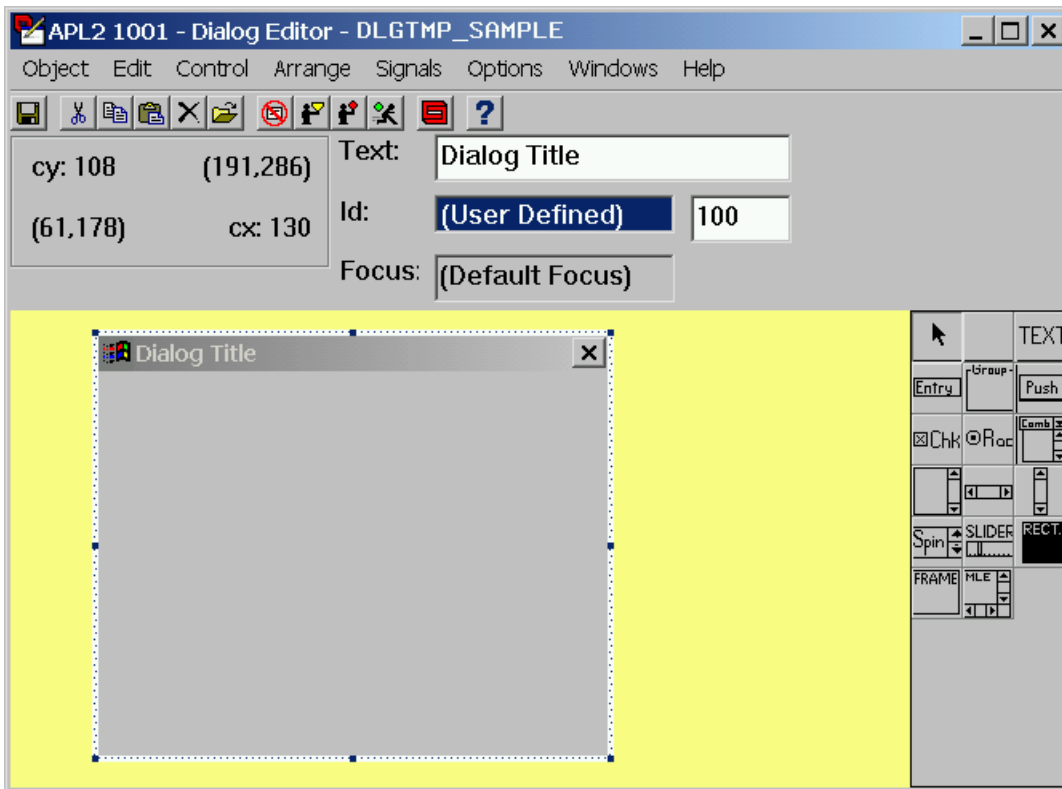 APL2 1001 - Dialog Editor - DLGTMP_SAMPLE
Object Edit Control Arrange Signals Options Windows Help
cy: 108 (191,286)
(61,178) cx: 130
Text: Dialog Title
Id: (User Defined) 100
Focus: (Default Focus)
Dialog Title
TEXT
Entry Group Push
Chk Rad Comb
Spin SLIDER RECT.
FRAME MLE